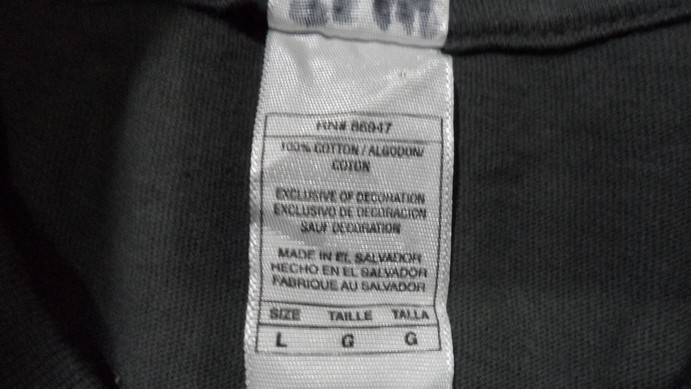 RN# 86947
100% COTTON / ALGODON/
COTON
EXCLUSIVE OF DECORATION
EXCLUSIVO DE DECORACION
SAUF DECORATION
MADE IN EL SALVADOR
HECHO EN EL SALVADOR
FABRIQUE AU SALVADOR
SIZE TAILLE TALLA
L G G